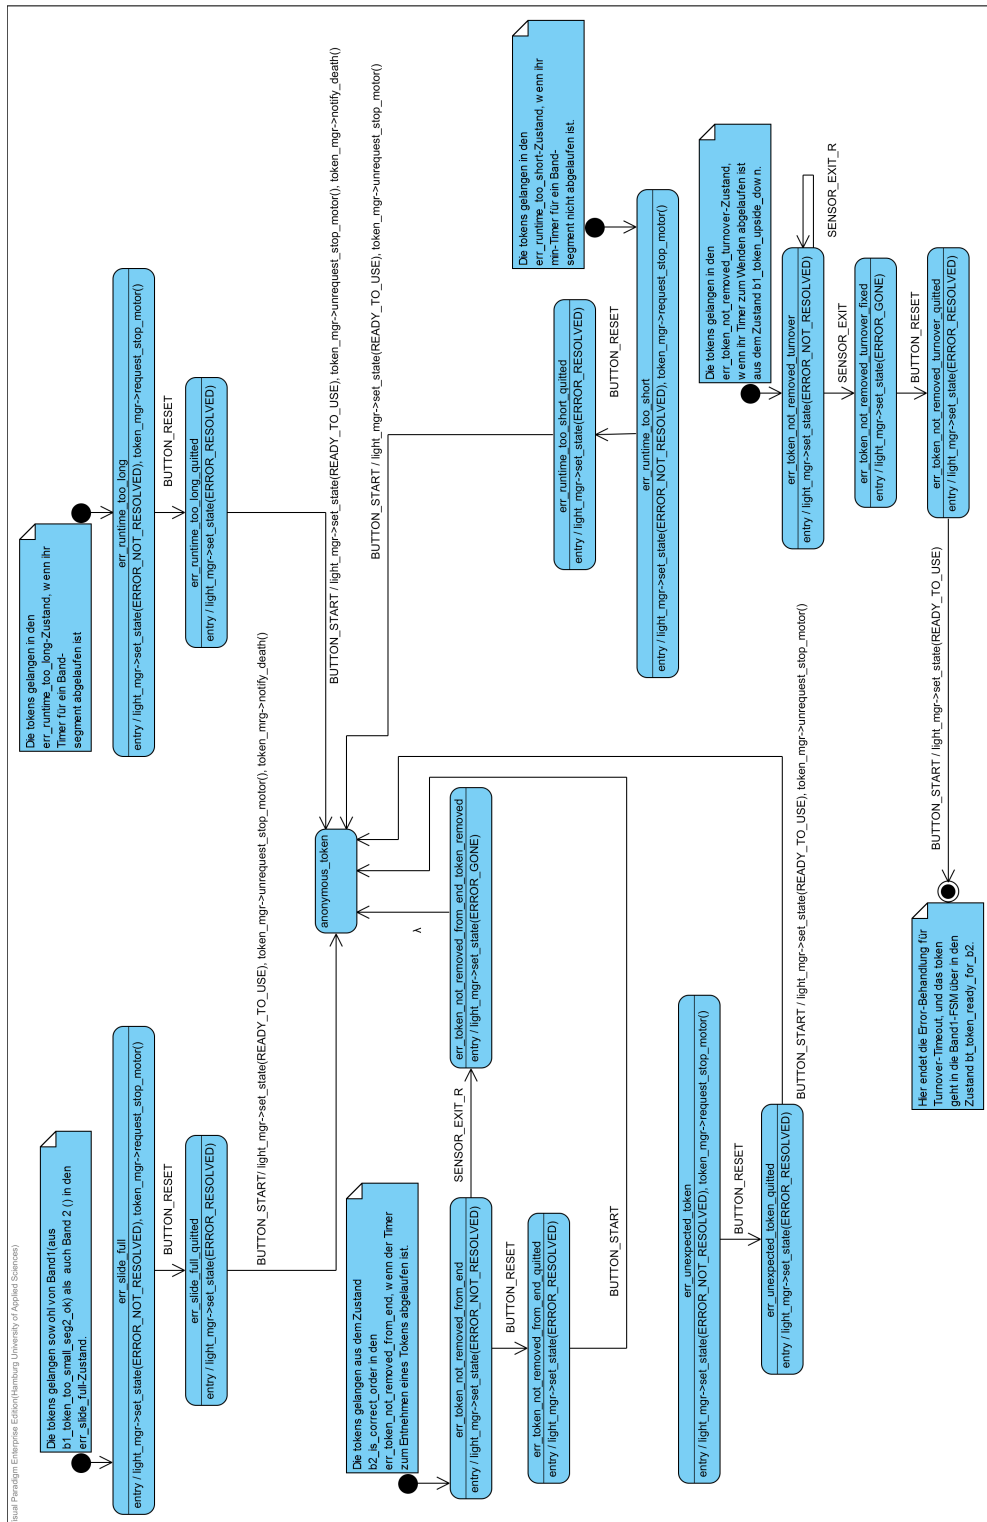 Visual Paradigm Enterprise Edition(Hamburg University of Applied Sciences)
Die tokens gelangen sowohl von Band1(aus
b1_token_too_small_seg2_ok) als auch Band 2 () in den
err_slide_full-Zustand.
err_slide_full
entry / light_mgr->set_state(ERROR_NOT_RESOLVED), token_mgr->request_stop_motor()
BUTTON_RESET
err_slide_full_quitted
entry / light_mgr->set_state(ERROR_RESOLVED)
BUTTON_START/ light_mgr->set_state(READY_TO_USE), token_mgr->unrequest_stop_motor(), token_mrg->notify_death()
Die tokens gelangen in den
err_runtime_too_long-Zustand, wenn ihr
Timer für ein Band-
segment abgelaufen ist
err_runtime_too_long
entry / light_mgr->set_state(ERROR_NOT_RESOLVED), token_mgr->request_stop_motor()
BUTTON_RESET
err_runtime_too_long_quitted
entry / light_mgr->set_state(ERROR_RESOLVED)
BUTTON_START / light_mgr->set_state(READY_TO_USE), token_mgr->unrequest_stop_motor(), token_mgr->notify_death()
BUTTON_START / light_mgr->set_state(READY_TO_USE), token_mgr->unrequest_stop_motor()
anonymous_token
Die tokens gelangen aus dem Zustand
b2_is_correct_order in den
err_token_not_removed_from_end, wenn der Timer
zum Entnehmen eines Tokens abgelaufen ist.
err_token_not_removed_from_end
entry / light_mgr->set_state(ERROR_NOT_RESOLVED)
SENSOR_EXIT_R
err_token_not_removed_from_end_token_removed
entry / light_mgr->set_state(ERROR_GONE)
λ
BUTTON_RESET
err_token_not_removed_from_end_quitted
entry / light_mgr->set_state(ERROR_RESOLVED)
BUTTON_START
Die tokens gelangen in den
err_runtime_too_short-Zustand, wenn ihr
min-Timer für ein Band-
segment nicht abgelaufen ist.
err_runtime_too_short_quitted
entry / light_mgr->set_state(ERROR_RESOLVED)
BUTTON_RESET
err_runtime_too_short
entry / light_mgr->set_state(ERROR_NOT_RESOLVED), token_mgr->request_stop_motor()
err_unexpected_token
entry / light_mgr->set_state(ERROR_NOT_RESOLVED), token_mgr->request_stop_motor()
BUTTON_RESET
err_unexpected_token_quitted
entry / light_mgr->set_state(ERROR_RESOLVED)
BUTTON_START / light_mgr->set_state(READY_TO_USE), token_mgr->unrequest_stop_motor()
Die tokens gelangen in den
err_token_not_removed_turnover-Zustand,
wenn ihr Timer zum Wenden abgelaufen ist
aus dem Zustand b1_token_upside_down.
err_token_not_removed_turnover
entry / light_mgr->set_state(ERROR_NOT_RESOLVED)
SENSOR_EXIT_R
SENSOR_EXIT
err_token_not_removed_turnover_fixed
entry / light_mgr->set_state(ERROR_GONE)
BUTTON_RESET
err_token_not_removed_turnover_quitted
entry / light_mgr->set_state(ERROR_RESOLVED)
BUTTON_START / light_mgr->set_state(READY_TO_USE)
Hier endet die Error-Behandlung für
Turnover-Timeout, und das token
geht in die Band1-FSM über in den
Zustand bt_token_ready_for_b2.